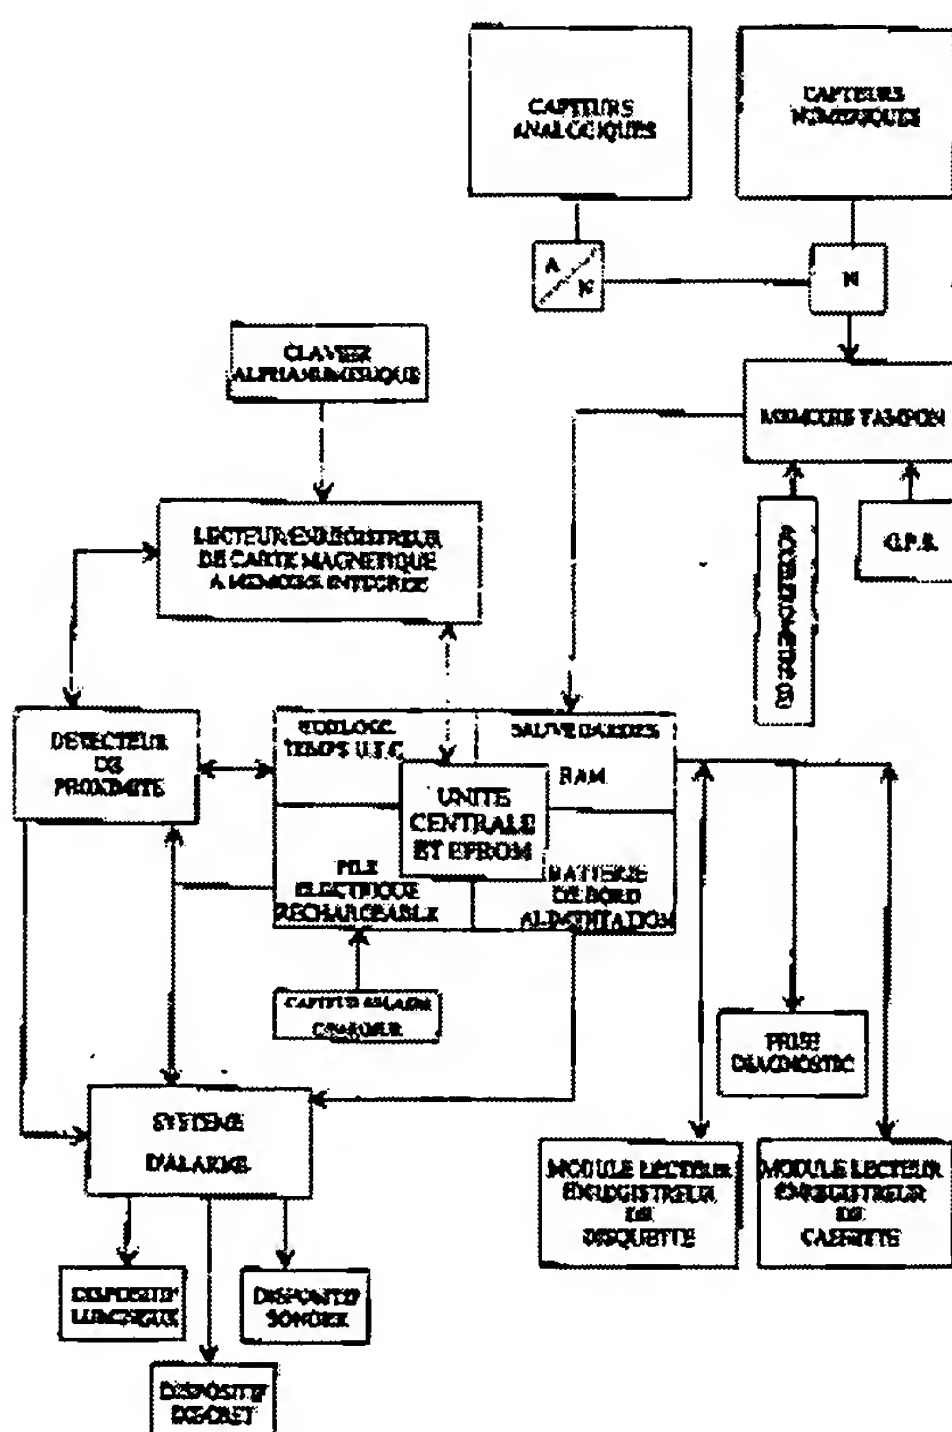 CAPTEURS
ANALOGIQUES
CAPTEURS
NUMERIQUES
A
N
N
CLAVIER
ALPHANUMERIQUE
MEMOIRE TAMPON
LECTEUR/ENREGISTREUR
DE CARTE MAGNETIQUE
A MEMOIRE INTEGREE
ACCELEROMETRE (S)
G.P.S.
DETECTEUR
DE
PROXIMITE
HORLOGE
TEMPS U.T.C
SAUVEGARDES
RAM
UNITE
CENTRALE
ET EPROM
PILE
ELECTRIQUE
RECHARGEABLE
BATTERIE
DE BORD
ALIMENTATION
CAPTEUR
PRISE
DIAGNOSTIC
SYSTEME
D'ALARME
MODULE LECTEUR
ENREGISTREUR
DE
DISQUETTE
MODULE LECTEUR
ENREGISTREUR
DE
CASSETTE
DISPOSITIF
LUMINEUX
DISPOSITIF
SONORE
DISPOSITIF
DISCRET